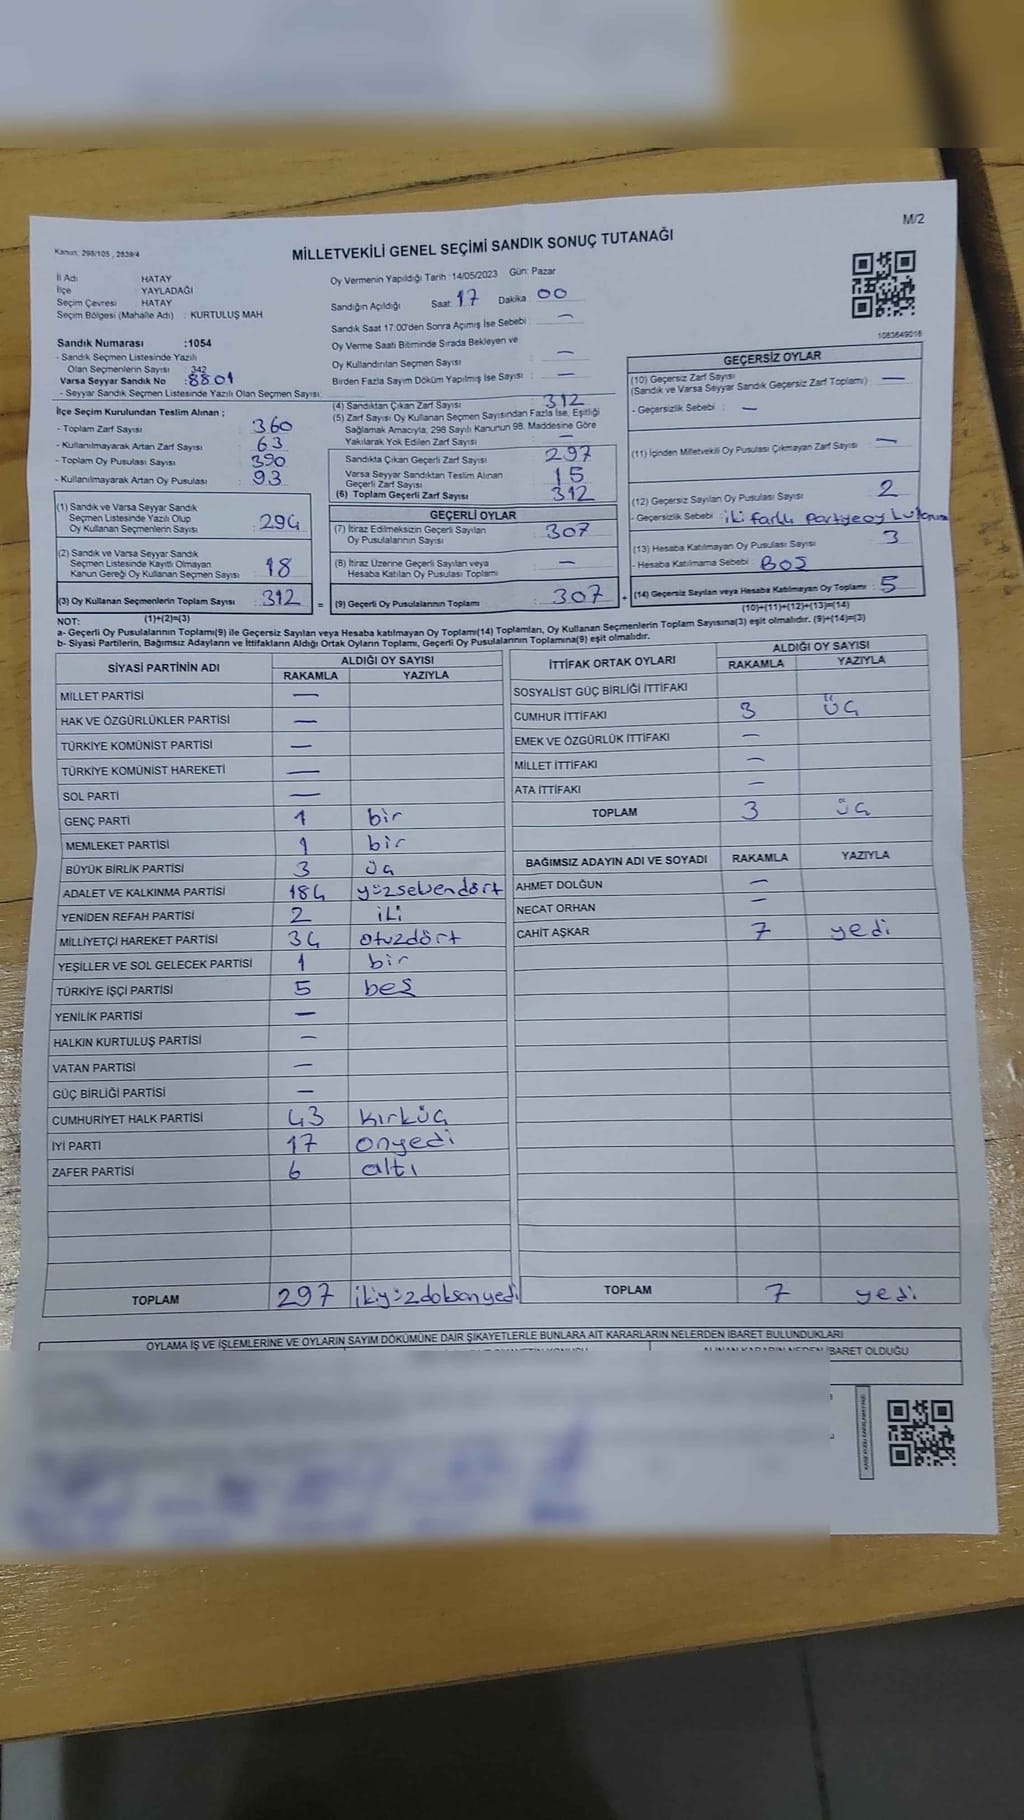 M/2
Kanun: 298/105 , 2839/4
MİLLETVEKİLİ GENEL SEÇİMİ SANDIK SONUÇ TUTANAĞI
İl Adı : HATAY
İlçe : YAYLADAĞI
Seçim Çevresi : HATAY
Seçim Bölgesi (Mahalle Adı) : KURTULUŞ MAH
Sandık Numarası :1054
- Sandık Seçmen Listesinde Yazılı
Olan Seçmenlerin Sayısı : 342
Varsa Seyyar Sandık No :8801
- Seyyar Sandık Seçmen Listesinde Yazılı Olan Seçmen Sayısı:
İlçe Seçim Kurulundan Teslim Alınan ;
- Toplam Zarf Sayısı : 360
- Kullanılmayarak Artan Zarf Sayısı : 63
- Toplam Oy Pusulası Sayısı : 390
- Kullanılmayarak Artan Oy Pusulası : 93
(1) Sandık ve Varsa Seyyar Sandık
Seçmen Listesinde Yazılı Olup
Oy Kullanan Seçmenlerin Sayısı : 294
(2) Sandık ve Varsa Seyyar Sandık
Seçmen Listesinde Kayıtlı Olmayan
Kanun Gereği Oy Kullanan Seçmen Sayısı : 18
(3) Oy Kullanan Seçmenlerin Toplam Sayısı : 312
(1)+(2)=(3)
Oy Vermenin Yapıldığı Tarih :14/05/2023 Gün: Pazar
Sandığın Açıldığı Saat: 17 Dakika : 00
Sandık Saat 17:00'den Sonra Açımış İse Sebebi : —
Oy Verme Saati Bitiminde Sırada Bekleyen ve
Oy Kullandırılan Seçmen Sayısı : —
Birden Fazla Sayım Döküm Yapılmış İse Sayısı : —
(4) Sandıktan Çıkan Zarf Sayısı : 312
(5) Zarf Sayısı Oy Kullanan Seçmen Sayısından Fazla İse, Eşitliği
Sağlamak Amacıyla, 298 Sayılı Kanunun 98. Maddesine Göre
Yakılarak Yok Edilen Zarf Sayısı : —
Sandıkta Çıkan Geçerli Zarf Sayısı : 297
Varsa Seyyar Sandıktan Teslim Alınan
Geçerli Zarf Sayısı : 15
(6) Toplam Geçerli Zarf Sayısı : 312
GEÇERLİ OYLAR
(7) İtiraz Edilmeksizin Geçerli Sayılan
Oy Pusulalarının Sayısı : 307
(8) İtiraz Üzerine Geçerli Sayılan veya
Hesaba Katılan Oy Pusulası Toplamı : —
= (9) Geçerli Oy Pusulalarının Toplamı : 307 +
1083649016
GEÇERSİZ OYLAR
(10) Geçersiz Zarf Sayısı : —
(Sandık ve Varsa Seyyar Sandık Geçersiz Zarf Toplamı)
- Geçersizlik Sebebi : —
(11) İçinden Milletvekili Oy Pusulası Çıkmayan Zarf Sayısı : —
(12) Geçersiz Sayılan Oy Pusulası Sayısı : 2
- Geçersizlik Sebebi : iki farklı partiye oy
(13) Hesaba Katılmayan Oy Pusulası Sayısı : 3
- Hesaba Katılmama Sebebi : BOŞ
(14) Geçersiz Sayılan veya Hesaba Katılmayan Oy Toplamı : 5
(10)+(11)+(12)+(13)=(14)
NOT:
a- Geçerli Oy Pusulalarının Toplamı(9) ile Geçersiz Sayılan veya Hesaba katılmayan Oy Toplamı(14) Toplamları, Oy Kullanan Seçmenlerin Toplam Sayısına(3) eşit olmalıdır. (9)+(14)=(3)
b- Siyasi Partilerin, Bağımsız Adayların ve İttifakların Aldığı Ortak Oyların Toplamı, Geçerli Oy Pusulalarının Toplamına(9) eşit olmalıdır.
SİYASİ PARTİNİN ADI ALDIĞI OY SAYISI
RAKAMLA YAZIYLA
MİLLET PARTİSİ —
HAK VE ÖZGÜRLÜKLER PARTİSİ —
TÜRKİYE KOMÜNİST PARTİSİ —
TÜRKİYE KOMÜNİST HAREKETİ —
SOL PARTİ —
GENÇ PARTİ 1 bir
MEMLEKET PARTİSİ 1 bir
BÜYÜK BİRLİK PARTİSİ 3 üç
ADALET VE KALKINMA PARTİSİ 184 yüzseksendört
YENİDEN REFAH PARTİSİ 2 iki
MİLLİYETÇİ HAREKET PARTİSİ 34 otuzdört
YEŞİLLER VE SOL GELECEK PARTİSİ 1 bir
TÜRKİYE İŞÇİ PARTİSİ 5 beş
YENİLİK PARTİSİ —
HALKIN KURTULUŞ PARTİSİ —
VATAN PARTİSİ —
GÜÇ BİRLİĞİ PARTİSİ —
CUMHURİYET HALK PARTİSİ 43 kırküç
İYİ PARTİ 17 onyedi
ZAFER PARTİSİ 6 altı
TOPLAM 297 ikiyüzdoksanyedi
İTTİFAK ORTAK OYLARI ALDIĞI OY SAYISI
RAKAMLA YAZIYLA
SOSYALİST GÜÇ BİRLİĞİ İTTİFAKI
CUMHUR İTTİFAKI 3 üç
EMEK VE ÖZGÜRLÜK İTTİFAKI —
MİLLET İTTİFAKI —
ATA İTTİFAKI —
TOPLAM 3 üç
BAĞIMSIZ ADAYIN ADI VE SOYADI RAKAMLA YAZIYLA
AHMET DOLĞUN —
NECAT ORHAN —
CAHİT AŞKAR 7 yedi
TOPLAM 7 yedi
OYLAMA İŞ VE İŞLEMLERİNE VE OYLARIN SAYIM DÖKÜMÜNE DAİR ŞİKAYETLERLE BUNLARA AİT KARARLARIN NELERDEN İBARET BULUNDUKLARI
ALINAN KARARIN NEDEN İBARET OLDUĞU